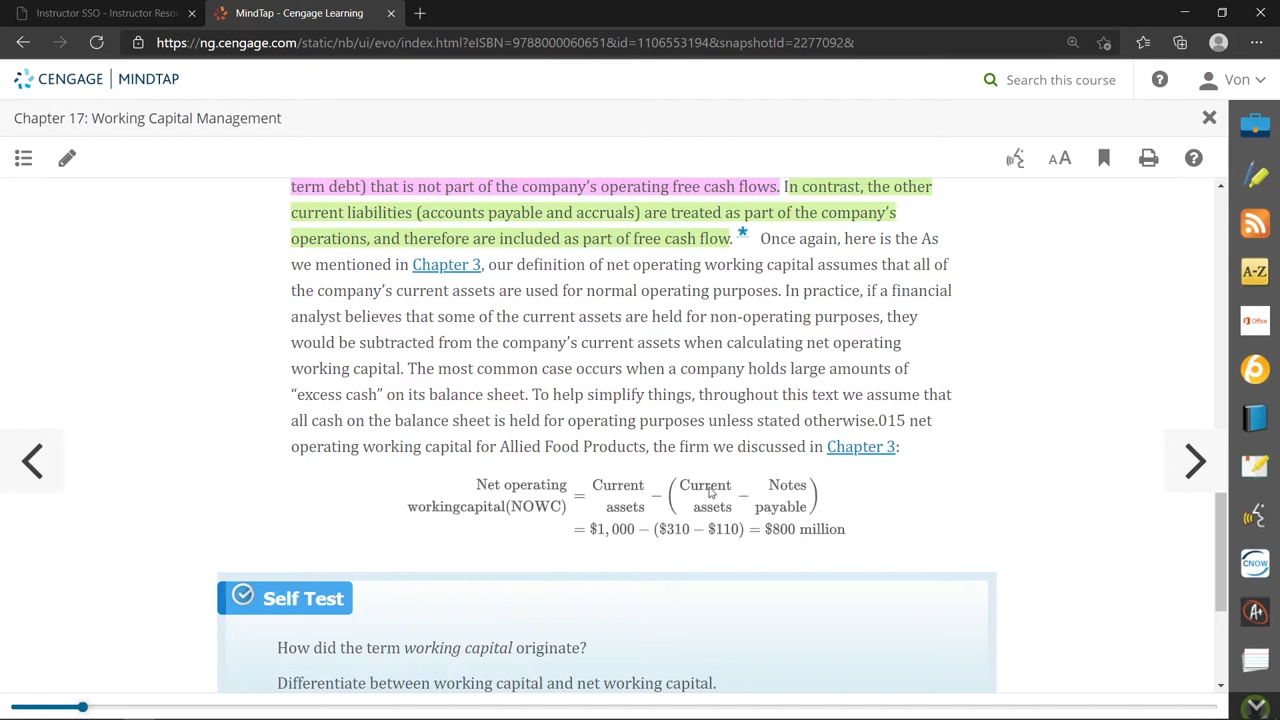 Instructor SSO - Instructor Resou
MindTap - Cengage Learning
https://ng.cengage.com/static/nb/ui/evo/index.html?eISBN=9788000060651&id=1106553194&snapshotId=2277092&
CENGAGE | MINDTAP
Search this course
Von
Chapter 17: Working Capital Management
AA
term debt) that is not part of the company's operating free cash flows. In contrast, the other
current liabilities (accounts payable and accruals) are treated as part of the company's
operations, and therefore are included as part of free cash flow. * Once again, here is the As
we mentioned in Chapter 3, our definition of net operating working capital assumes that all of
the company's current assets are used for normal operating purposes. In practice, if a financial
analyst believes that some of the current assets are held for non-operating purposes, they
would be subtracted from the company's current assets when calculating net operating
working capital. The most common case occurs when a company holds large amounts of
“excess cash” on its balance sheet. To help simplify things, throughout this text we assume that
all cash on the balance sheet is held for operating purposes unless stated otherwise.015 net
operating working capital for Allied Food Products, the firm we discussed in Chapter 3:
Net operating workingcapital(NOWC) = Current assets − (Current assets − Notes payable)
= $1,000 − ($310 − $110) = $800 million
Self Test
How did the term working capital originate?
Differentiate between working capital and net working capital.
A-Z
Office
CNOW
A+